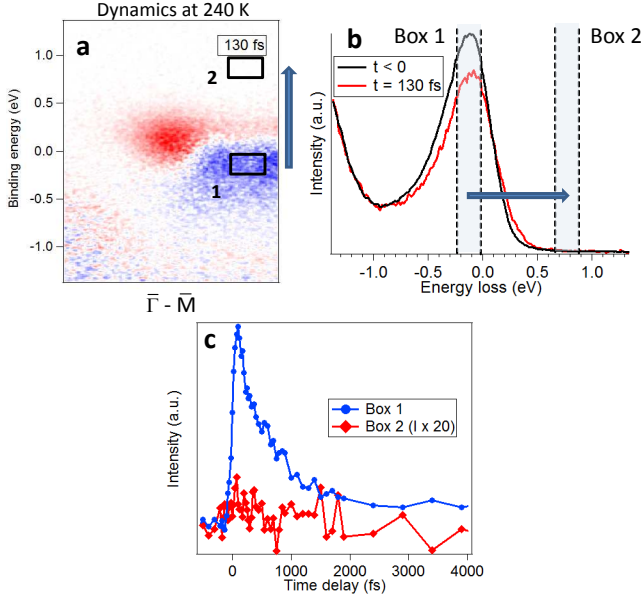 Dynamics at 240 K
a
130 fs
2
1
Binding energy (eV)
1.0
0.5
0.0
-0.5
-1.0
Γ̅ - M̅
b
Box 1
Box 2
t < 0
t = 130 fs
Intensity (a.u.)
-1.0
-0.5
0.0
0.5
1.0
Energy loss (eV)
c
Box 1
Box 2 (I x 20)
Intensity (a.u.)
0
1000
2000
3000
4000
Time delay (fs)